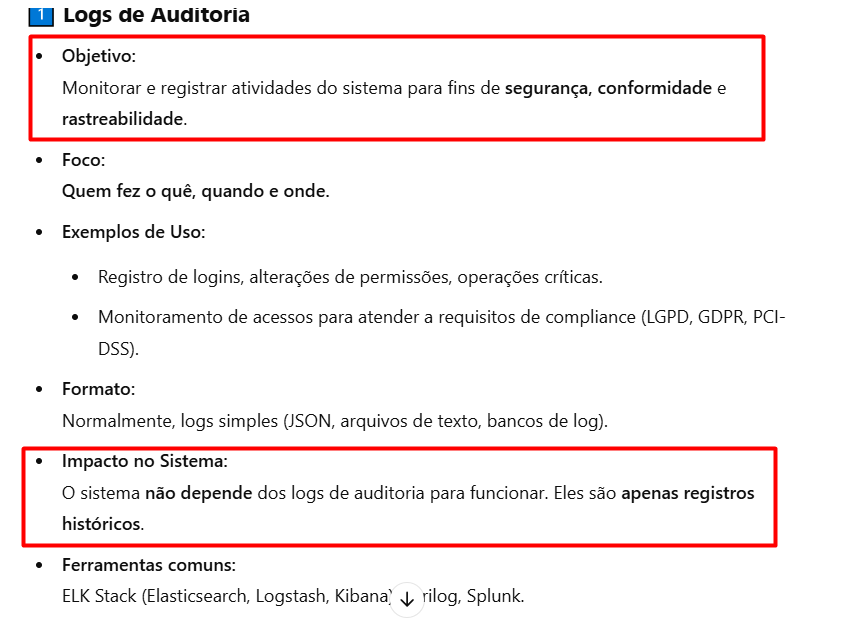 1 Logs de Auditoria
• Objetivo:
Monitorar e registrar atividades do sistema para fins de segurança, conformidade e
rastreabilidade.
• Foco:
Quem fez o quê, quando e onde.
• Exemplos de Uso:
• Registro de logins, alterações de permissões, operações críticas.
• Monitoramento de acessos para atender a requisitos de compliance (LGPD, GDPR, PCI-
DSS).
• Formato:
Normalmente, logs simples (JSON, arquivos de texto, bancos de log).
• Impacto no Sistema:
O sistema não depende dos logs de auditoria para funcionar. Eles são apenas registros
históricos.
• Ferramentas comuns:
ELK Stack (Elasticsearch, Logstash, Kibana) rilog, Splunk.